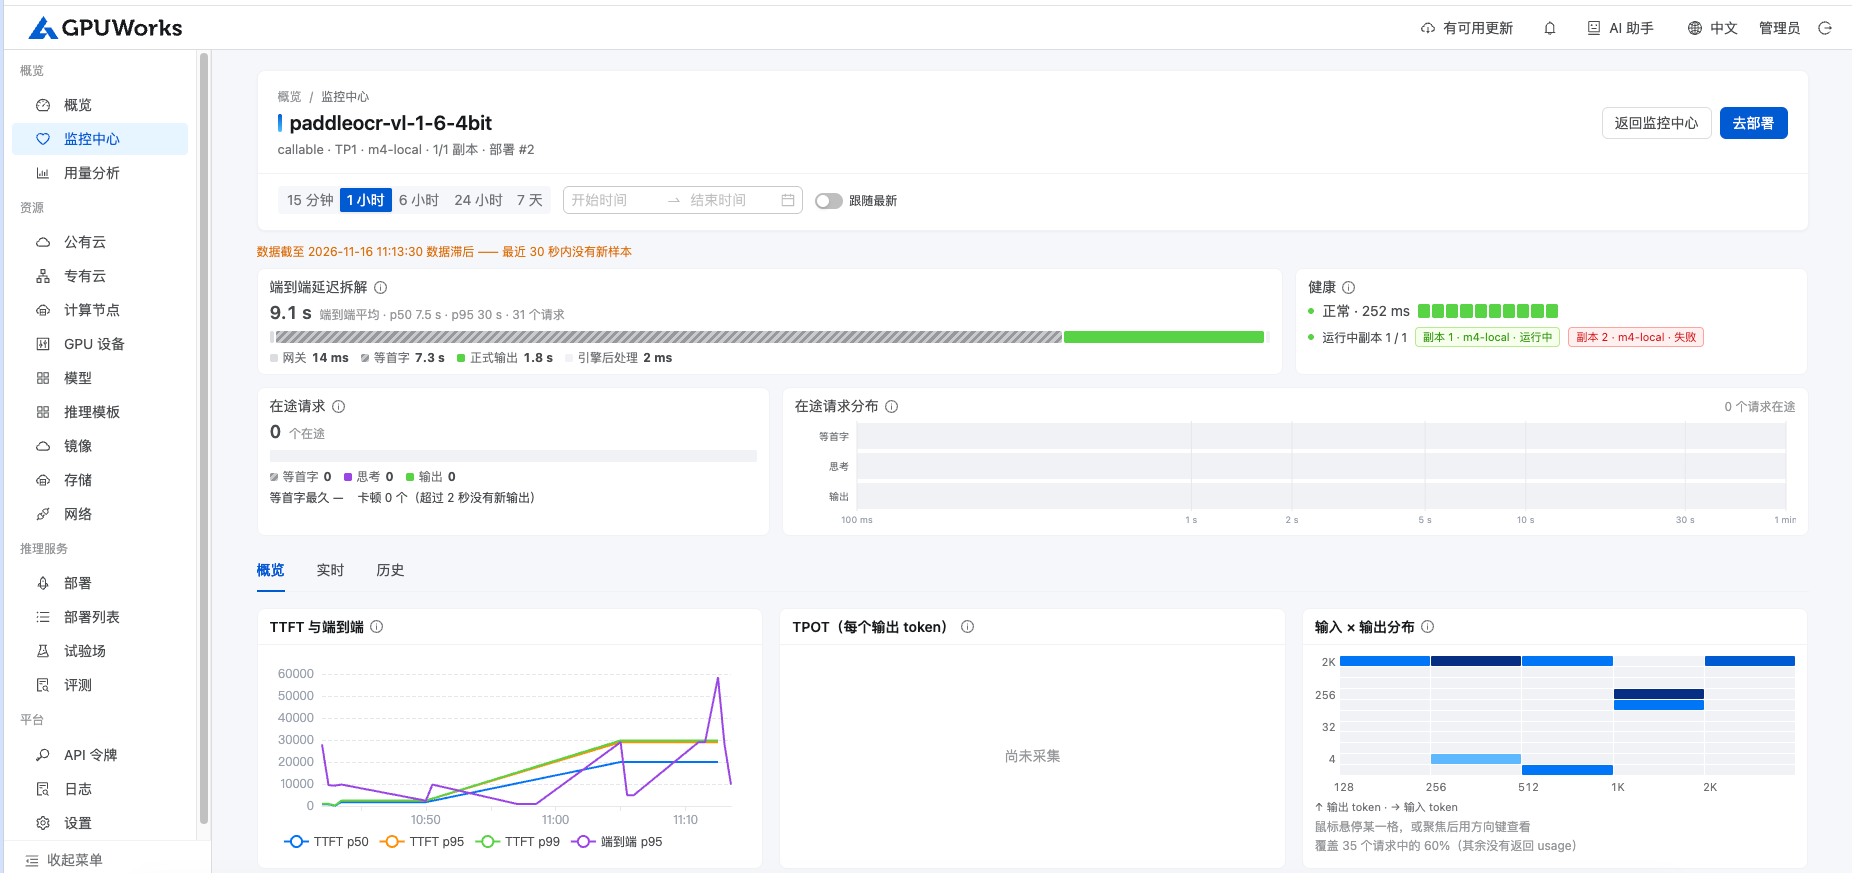 GPUWorks
有可用更新
AI 助手
中文
管理员
概览
概览
监控中心
用量分析
资源
公有云
专有云
计算节点
GPU 设备
模型
推理模板
镜像
存储
网络
推理服务
部署
部署列表
试验场
评测
平台
API 令牌
日志
设置
收起菜单
概览 / 监控中心
paddleocr-vl-1-6-4bit
callable · TP1 · m4-local · 1/1 副本 · 部署 #2
返回监控中心
去部署
15 分钟 1 小时 6 小时 24 小时 7 天
开始时间 → 结束时间
跟随最新
数据截至 2026-11-16 11:13:30 数据滞后 —— 最近 30 秒内没有新样本
端到端延迟拆解
9.1 s 端到端平均 · p50 7.5 s · p95 30 s · 31 个请求
网关 14 ms 等首字 7.3 s 正式输出 1.8 s 引擎后处理 2 ms
健康
正常 · 252 ms
运行中副本 1 / 1 副本 1 · m4-local · 运行中 副本 2 · m4-local · 失败
在途请求
0 个在途
等首字 0 思考 0 输出 0
等首字最久 — 卡顿 0 个（超过 2 秒没有新输出）
在途请求分布
0 个请求在途
等首字
思考
输出
100 ms 1 s 2 s 5 s 10 s 30 s 1 min
概览 实时 历史
TTFT 与端到端
60000
50000
40000
30000
20000
10000
0
10:50 11:00 11:10
TTFT p50 TTFT p95 TTFT p99 端到端 p95
TPOT（每个输出 token）
尚未采集
输入 × 输出分布
2K
256
32
4
128 256 512 1K 2K
↑ 输出 token · → 输入 token
鼠标悬停某一格，或聚焦后用方向键查看
覆盖 35 个请求中的 60%（其余没有返回 usage）